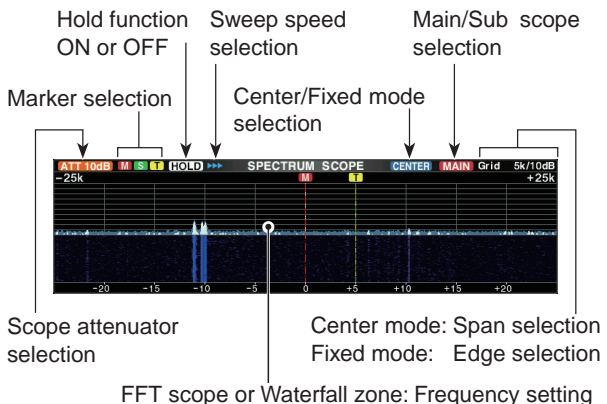 Hold function
ON or OFF
Sweep speed
selection
Main/Sub scope
selection
Marker selection
Center/Fixed mode
selection
ATT 10dB M S T HOLD SPECTRUM SCOPE CENTER MAIN Grid 5k/10dB
-25k M T +25k
-20 -15 -10 -5 0 +5 +10 +15 +20
Scope attenuator
selection
Center mode: Span selection
Fixed mode: Edge selection
FFT scope or Waterfall zone: Frequency setting